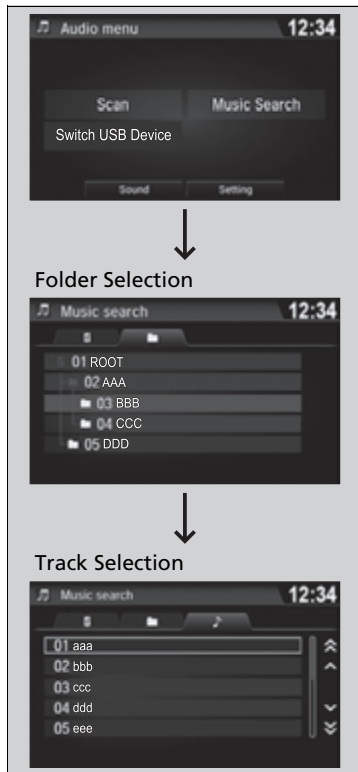 Audio menu 12:34
Scan Music Search
Switch USB Device
Sound Setting
Folder Selection
Music search 12:34
01 ROOT
02 AAA
03 BBB
04 CCC
05 DDD
Track Selection
Music search 12:34
01 aaa
02 bbb
03 ccc
04 ddd
05 eee